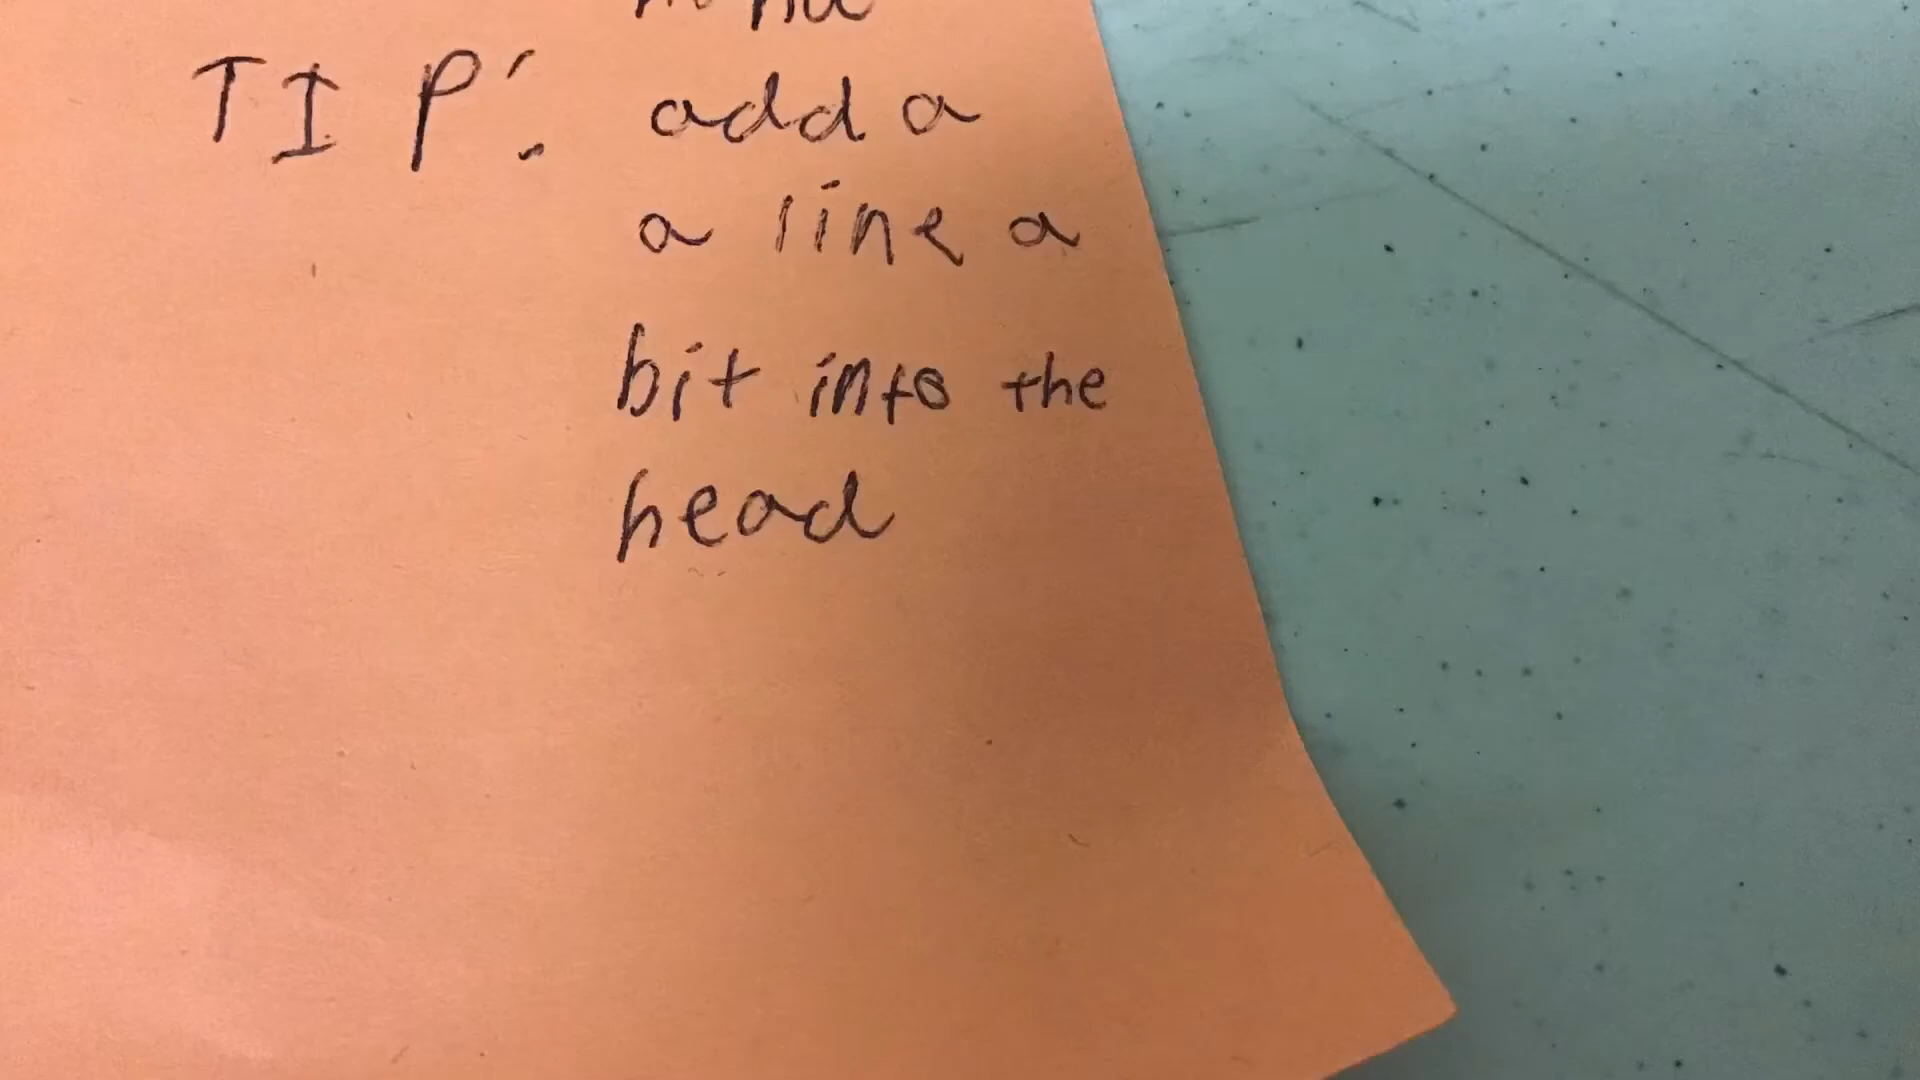 TIP: add a
a line a
bit into the
head